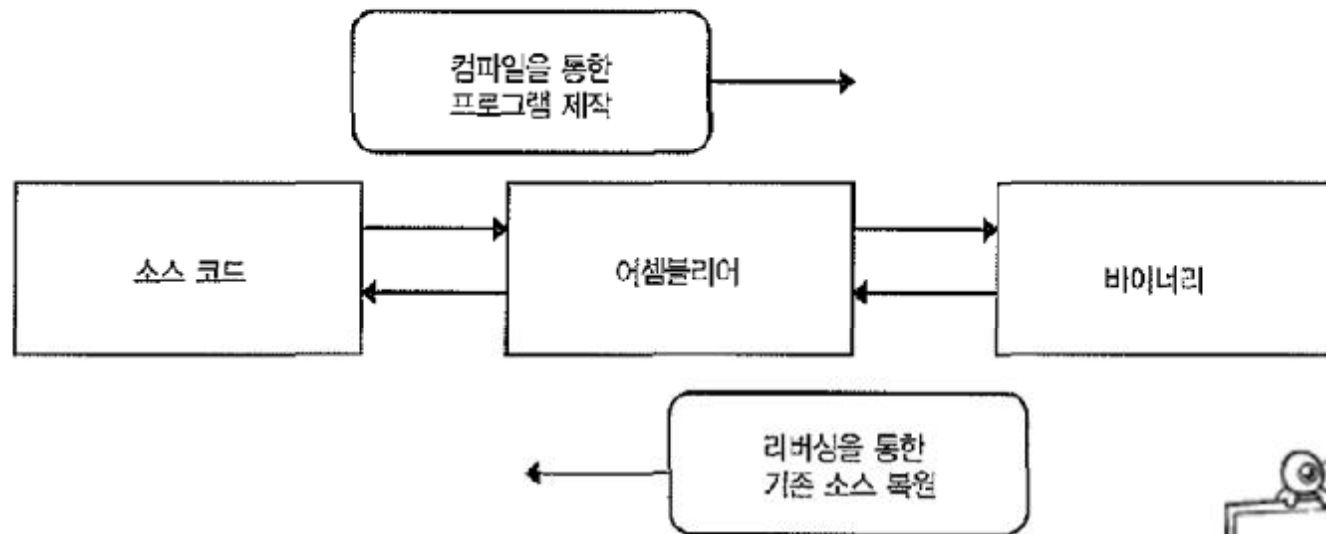 컴파일을 통한
프로그램 제작
소스 코드
어셈블리어
바이너리
리버싱을 통한
기존 소스 복원